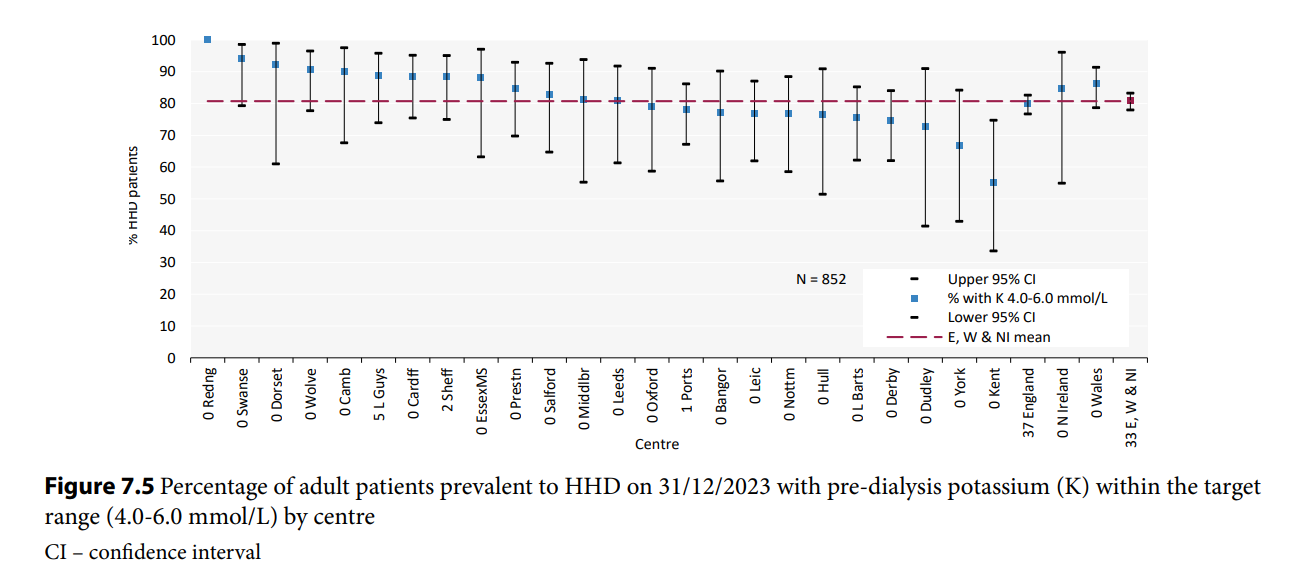 100
90
80
70
60
50
40
30
20
10
0
% HHD patients
N = 852
Upper 95% CI
% with K 4.0-6.0 mmol/L
Lower 95% CI
E, W & NI mean
0 Redng
0 Swanse
0 Dorset
0 Wolve
0 Camb
5 L Guys
0 Cardff
2 Sheff
0 EssexMS
0 Prestn
0 Salford
0 Middlbr
0 Leeds
0 Oxford
1 Ports
0 Bangor
0 Leic
0 Nottm
0 Hull
0 L Barts
0 Derby
0 Dudley
0 York
0 Kent
37 England
0 N Ireland
0 Wales
33 E, W & NI
Centre
Figure 7.5 Percentage of adult patients prevalent to HHD on 31/12/2023 with pre-dialysis potassium (K) within the target
range (4.0-6.0 mmol/L) by centre
CI – confidence interval